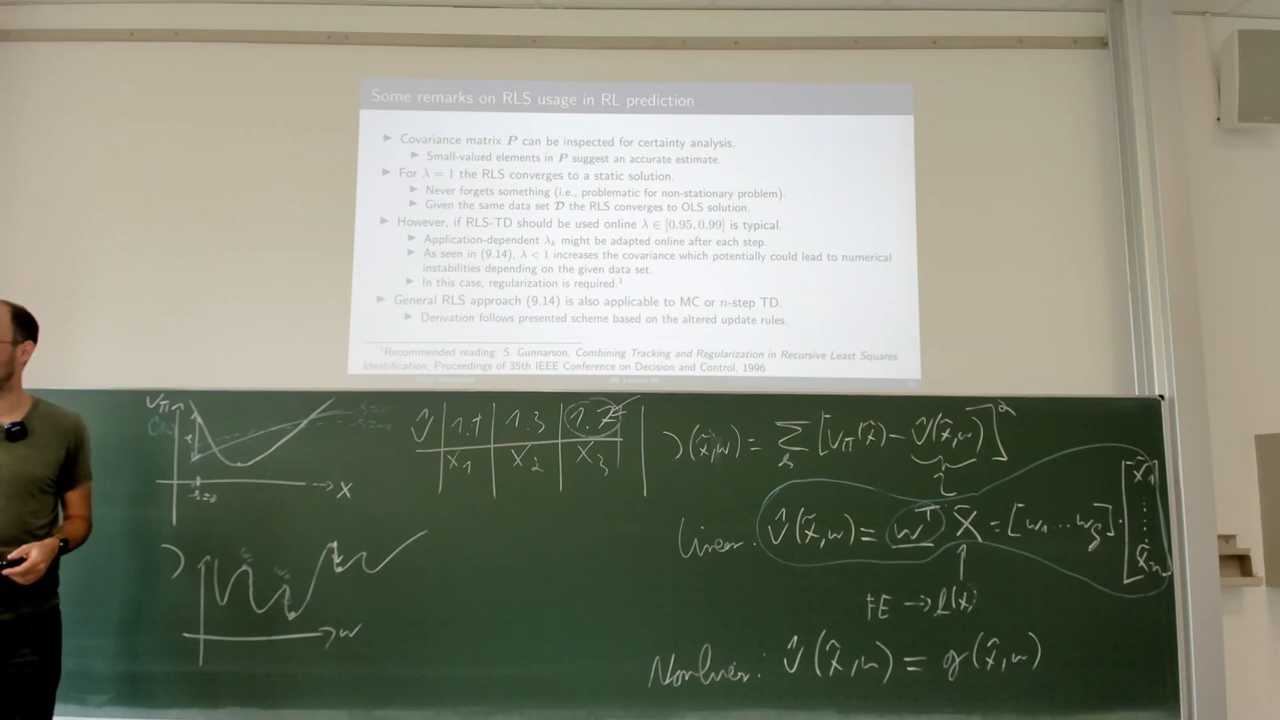 Some remarks on RLS usage in RL prediction
▶ Covariance matrix P can be inspected for certainty analysis.
▶ Small-valued elements in P suggest an accurate estimate.
▶ For λ = 1 the RLS converges to a static solution.
▶ Never forgets something (i.e., problematic for non-stationary problem).
▶ Given the same data set D the RLS converges to OLS solution.
▶ However, if RLS-TD should be used online λ ∈ [0.95, 0.99] is typical.
▶ Application-dependent λₖ might be adapted online after each step.
▶ As seen in (9.14), λ < 1 increases the covariance which potentially could lead to numerical
instabilities depending on the given data set.
▶ In this case, regularization is required.¹
▶ General RLS approach (9.14) is also applicable to MC or n-step TD.
▶ Derivation follows presented scheme based on the altered update rules.
¹Recommended reading: S. Gunnarson, Combining Tracking and Regularization in Recursive Least Squares
Identification, Proceedings of 35th IEEE Conference on Decision and Control, 1996
vπ
x
v̂ 1.1 1.3 1.2
x₁ x₂ x₃
J(x̃,w) = Σ [vπ(x̃) − v̂(x̃,w)]²
Linear: v̂(x̃,w) = wᵀ x̃ = [w₁ ...
FE → f(x)
J
w
Nonlinear: v̂(x̃,w) = g(x̃,w)